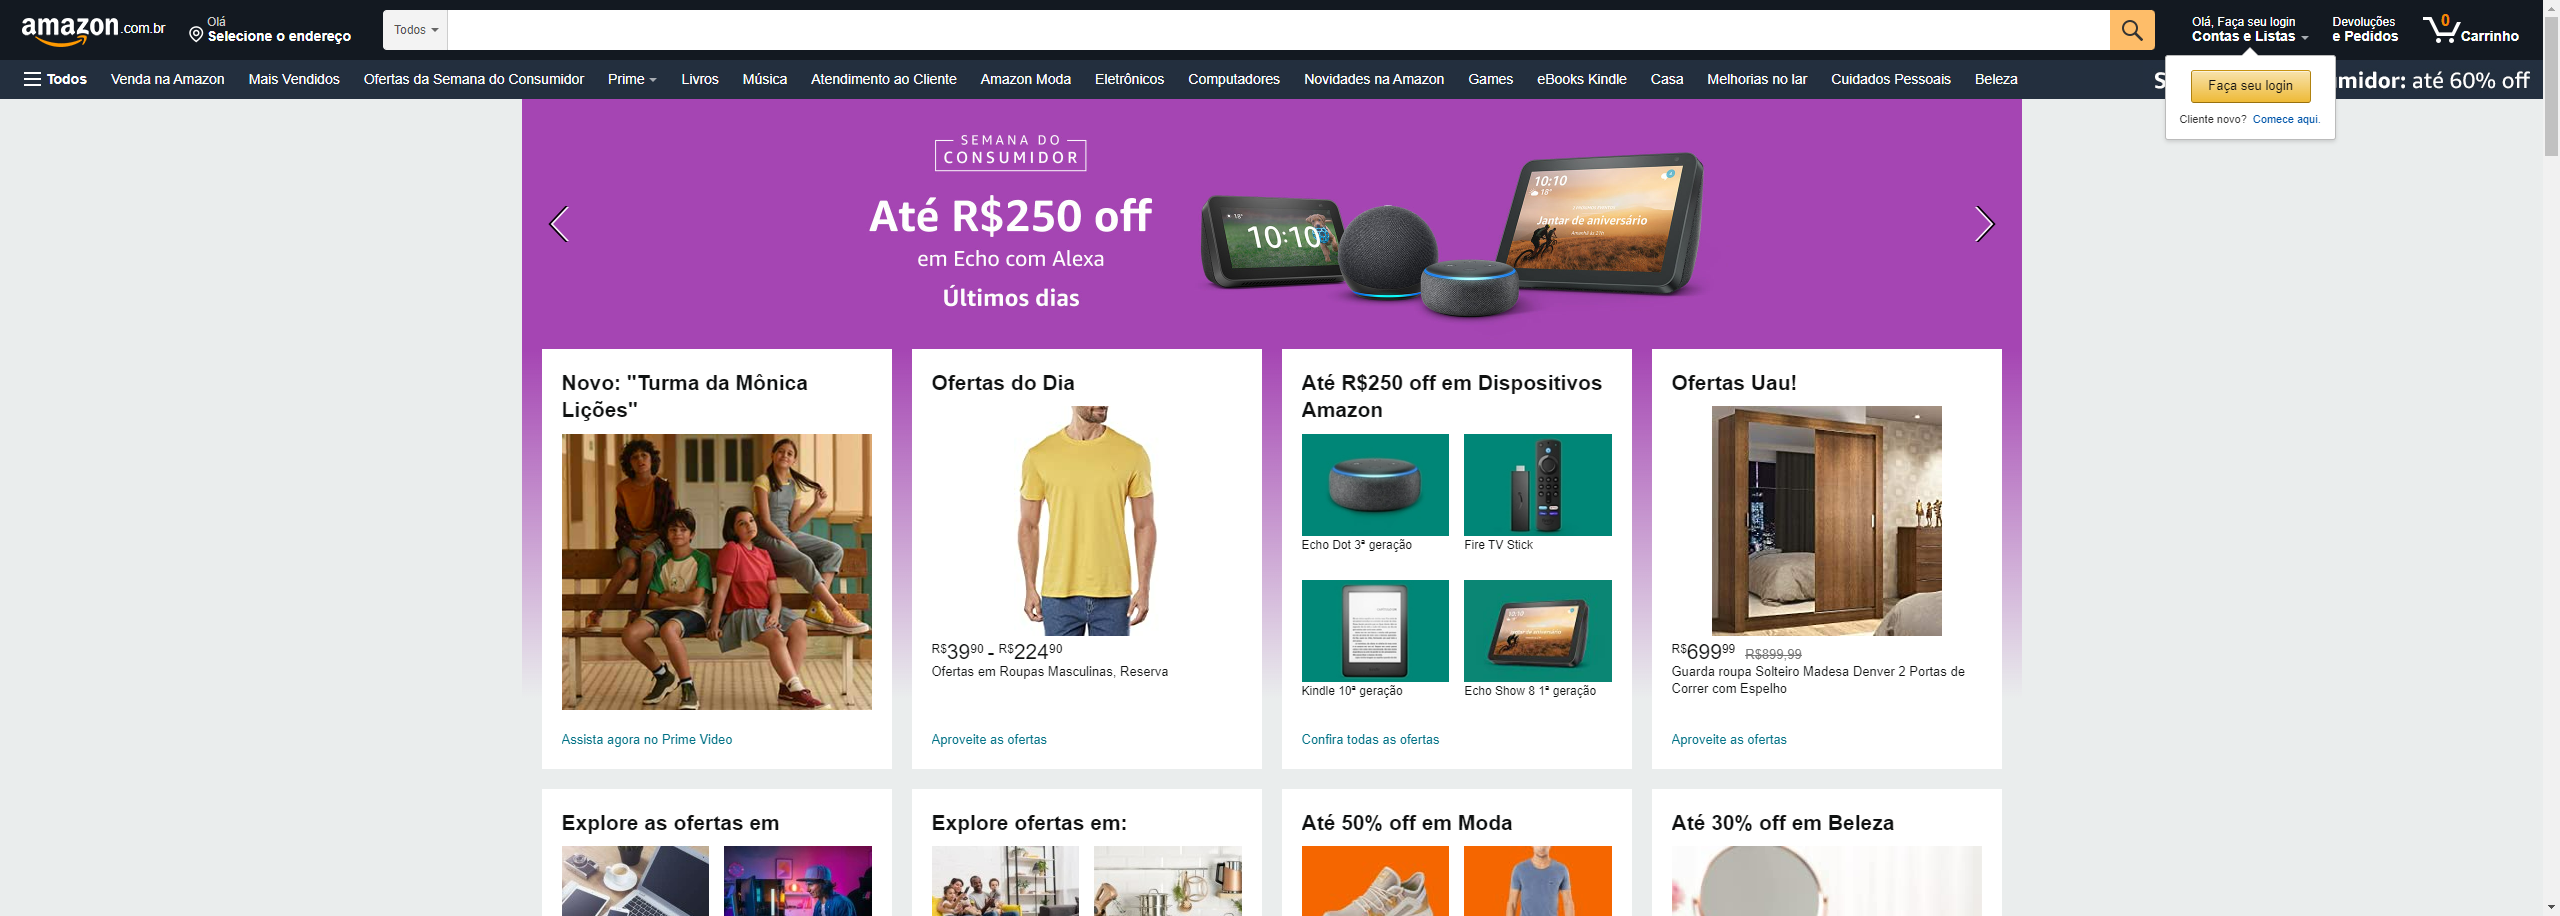 amazon.com.br
Olá
Selecione o endereço
Todos
Olá, Faça seu login
Contas e Listas
Devoluções
e Pedidos
0
Carrinho
Todos
Venda na Amazon
Mais Vendidos
Ofertas da Semana do Consumidor
Prime
Livros
Música
Atendimento ao Cliente
Amazon Moda
Eletrônicos
Computadores
Novidades na Amazon
Games
eBooks Kindle
Casa
Melhorias no lar
Cuidados Pessoais
Beleza
S
midor: até 60% off
Faça seu login
Cliente novo? Comece aqui.
SEMANA DO
CONSUMIDOR
Até R$250 off
em Echo com Alexa
Últimos dias
18°
10:10
10:10
18°
Jantar de aniversário
Novo: "Turma da Mônica
Lições"
Assista agora no Prime Video
Ofertas do Dia
R$3990 - R$22490
Ofertas em Roupas Masculinas, Reserva
Aproveite as ofertas
Até R$250 off em Dispositivos
Amazon
Echo Dot 3ª geração
Fire TV Stick
10:10
Kindle 10ª geração
Echo Show 8 1ª geração
Confira todas as ofertas
Ofertas Uau!
R$69999 R$899,99
Guarda roupa Solteiro Madesa Denver 2 Portas de
Correr com Espelho
Aproveite as ofertas
Explore as ofertas em
Explore ofertas em:
Até 50% off em Moda
Até 30% off em Beleza